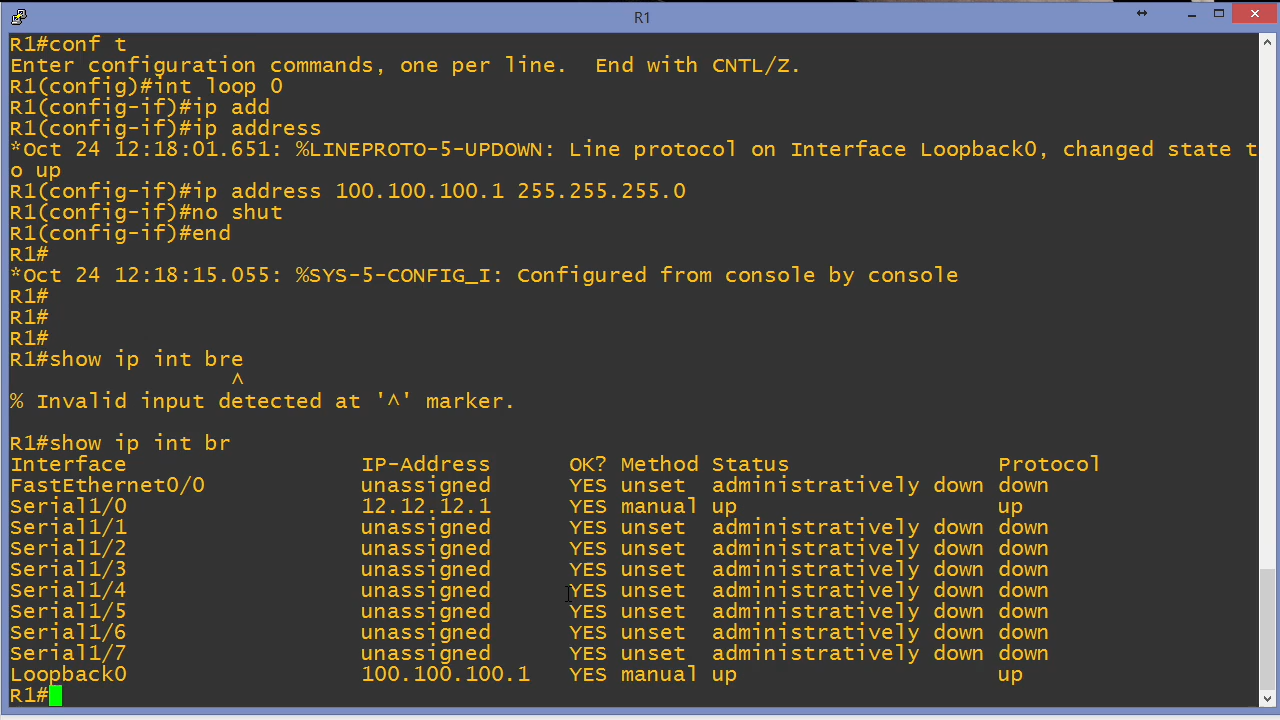 R1
R1#conf t
Enter configuration commands, one per line.  End with CNTL/Z.
R1(config)#int loop 0
R1(config-if)#ip add
R1(config-if)#ip address
*Oct 24 12:18:01.651: %LINEPROTO-5-UPDOWN: Line protocol on Interface Loopback0, changed state t
o up
R1(config-if)#ip address 100.100.100.1 255.255.255.0
R1(config-if)#no shut
R1(config-if)#end
R1#
*Oct 24 12:18:15.055: %SYS-5-CONFIG_I: Configured from console by console
R1#
R1#
R1#
R1#show ip int bre
                 ^
% Invalid input detected at '^' marker.
R1#show ip int br
Interface                  IP-Address      OK? Method Status                Protocol
FastEthernet0/0            unassigned      YES unset  administratively down down
Serial1/0                  12.12.12.1      YES manual up                    up
Serial1/1                  unassigned      YES unset  administratively down down
Serial1/2                  unassigned      YES unset  administratively down down
Serial1/3                  unassigned      YES unset  administratively down down
Serial1/4                  unassigned      YES unset  administratively down down
Serial1/5                  unassigned      YES unset  administratively down down
Serial1/6                  unassigned      YES unset  administratively down down
Serial1/7                  unassigned      YES unset  administratively down down
Loopback0                  100.100.100.1   YES manual up                    up
R1#